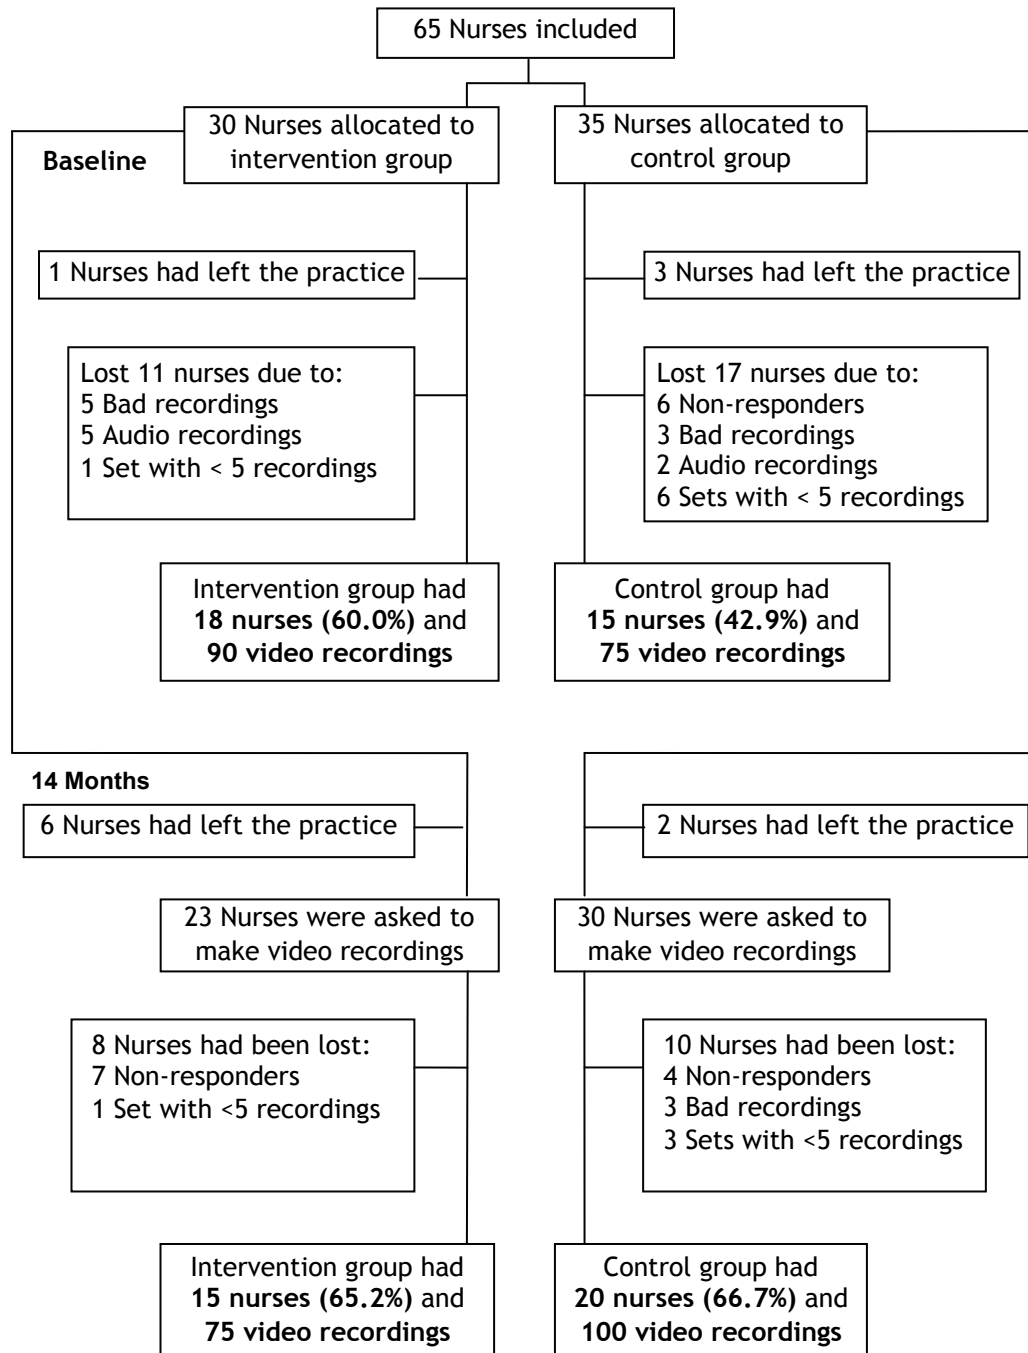 65 Nurses included
30 Nurses allocated to
intervention group
35 Nurses allocated to
control group
Baseline
1 Nurses had left the practice
3 Nurses had left the practice
Lost 11 nurses due to:
5 Bad recordings
5 Audio recordings
1 Set with < 5 recordings
Lost 17 nurses due to:
6 Non-responders
3 Bad recordings
2 Audio recordings
6 Sets with < 5 recordings
Intervention group had
18 nurses (60.0%) and
90 video recordings
Control group had
15 nurses (42.9%) and
75 video recordings
14 Months
6 Nurses had left the practice
2 Nurses had left the practice
23 Nurses were asked to
make video recordings
30 Nurses were asked to
make video recordings
8 Nurses had been lost:
7 Non-responders
1 Set with <5 recordings
10 Nurses had been lost:
4 Non-responders
3 Bad recordings
3 Sets with <5 recordings
Intervention group had
15 nurses (65.2%) and
75 video recordings
Control group had
20 nurses (66.7%) and
100 video recordings